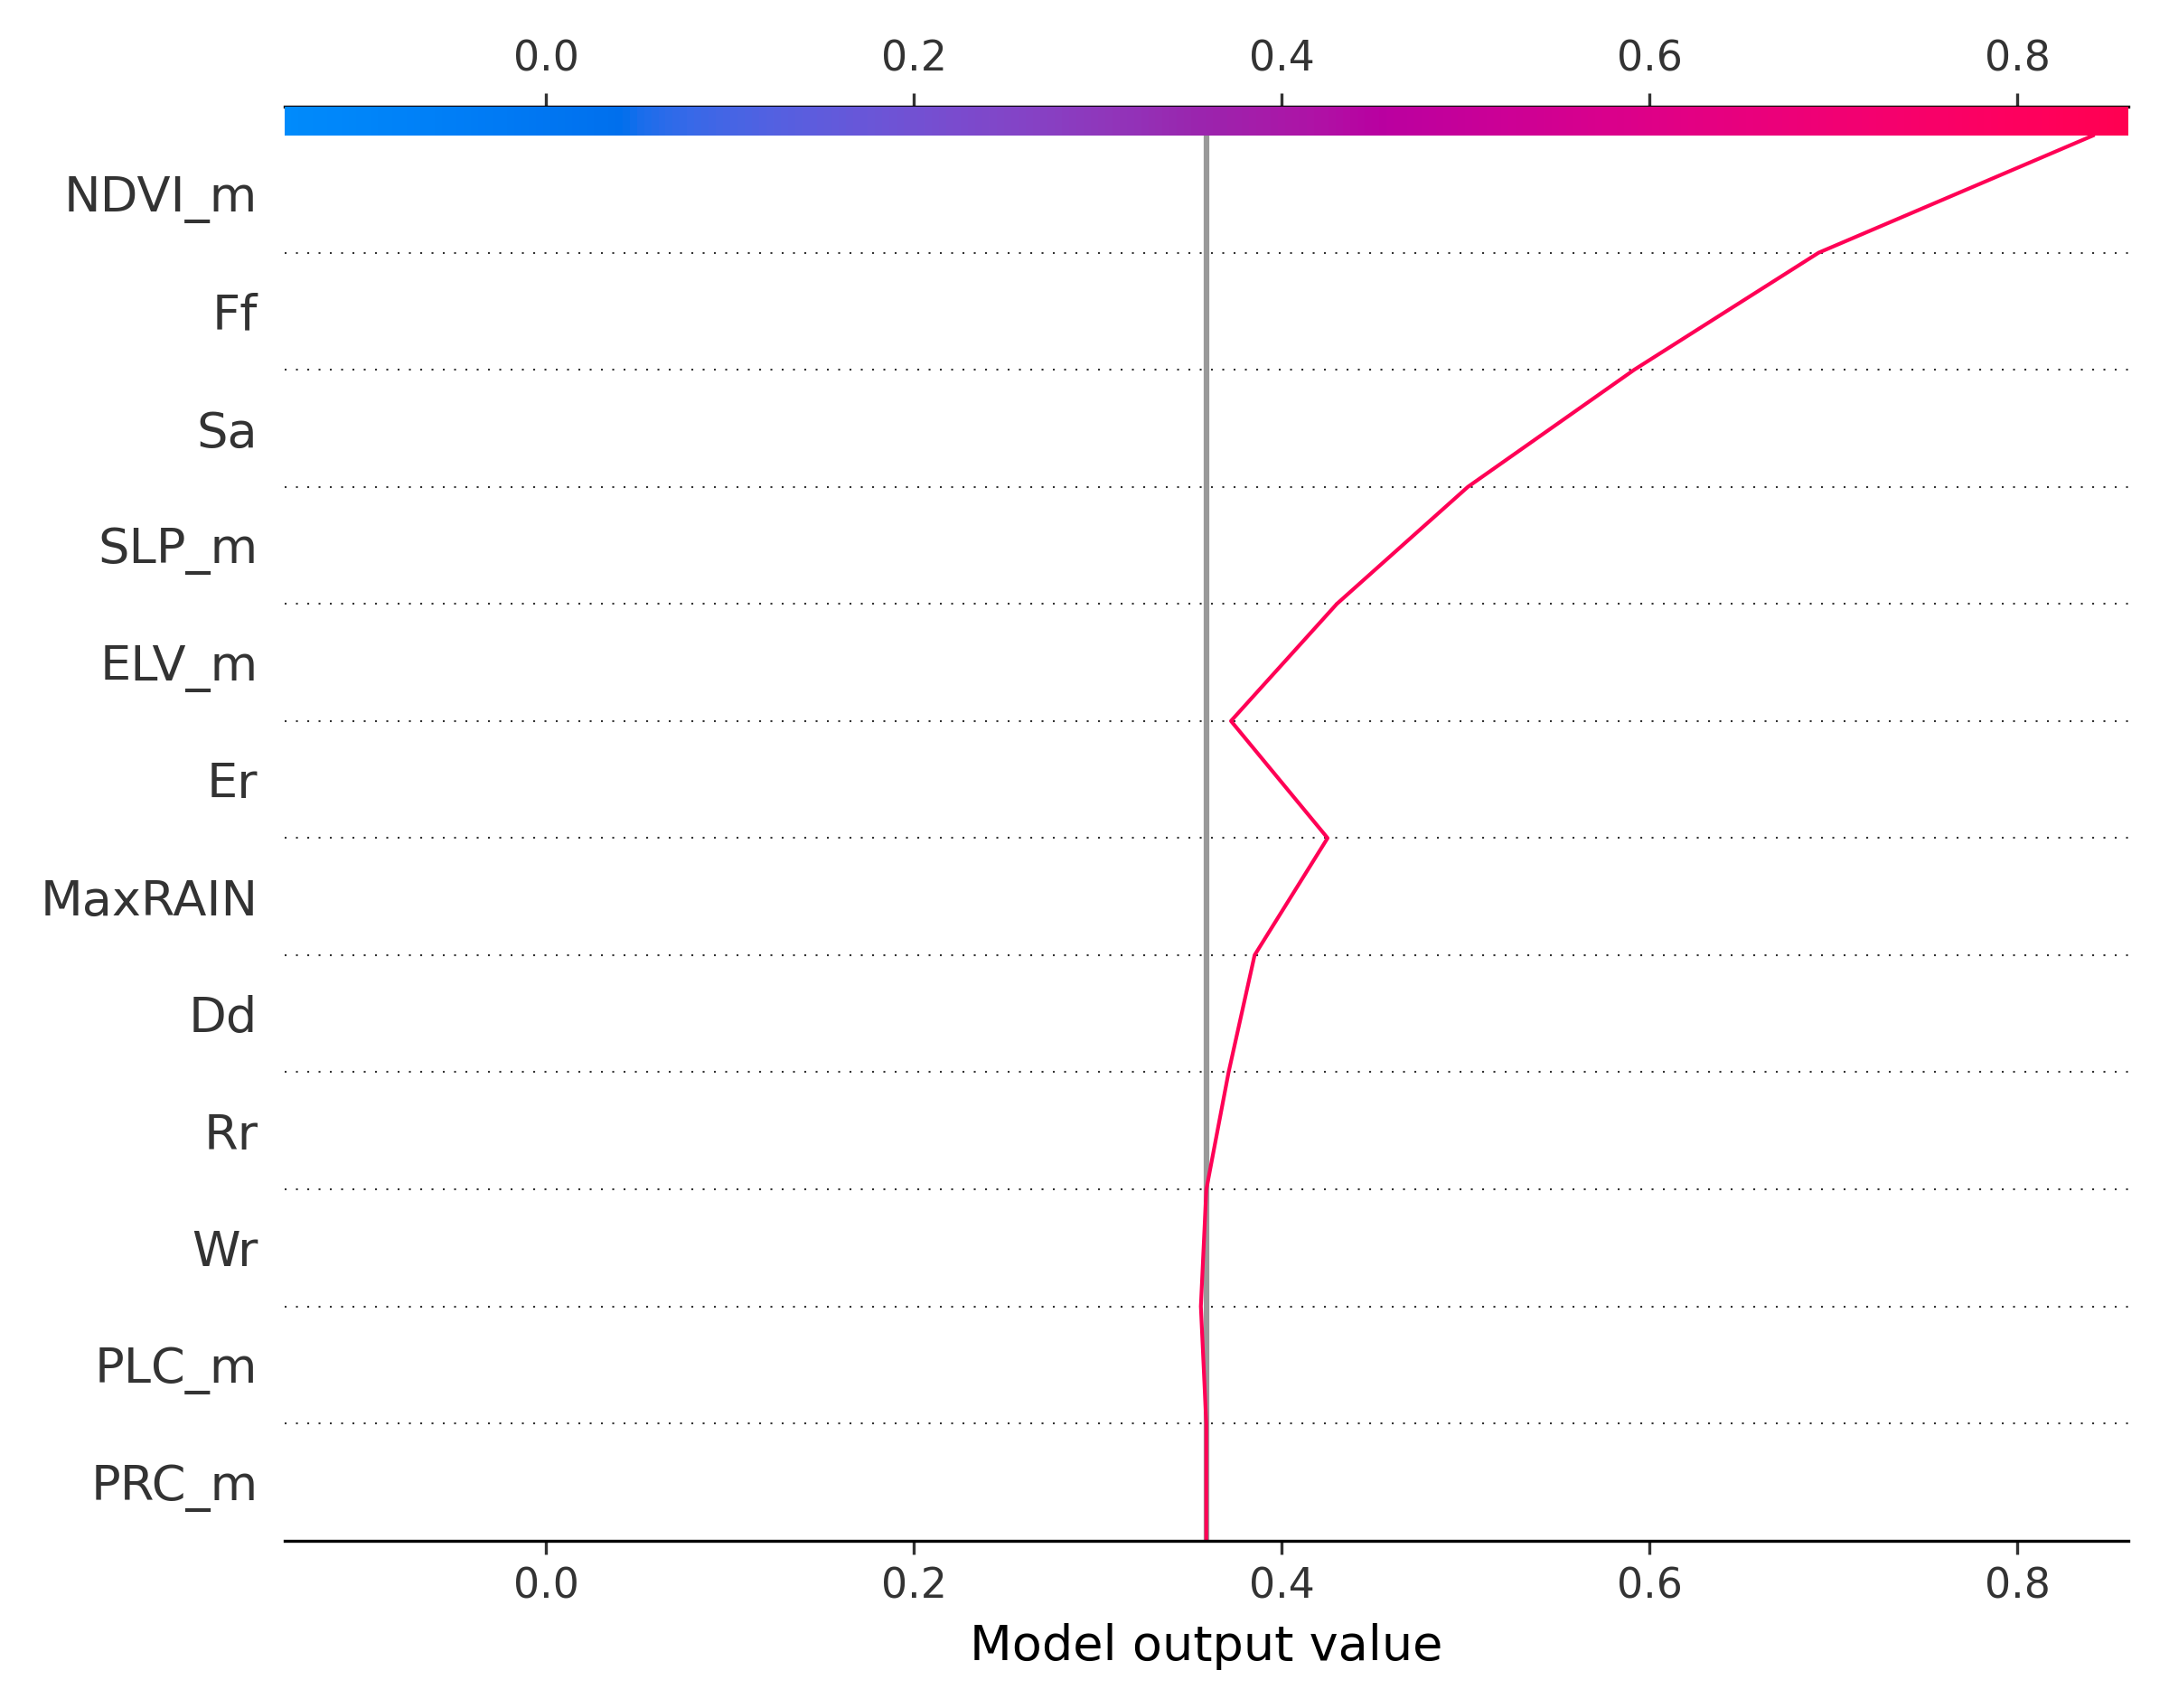 0.0 0.2 0.4 0.6 0.8
NDVI_m
Ff
Sa
SLP_m
ELV_m
Er
MaxRAIN
Dd
Rr
Wr
PLC_m
PRC_m
0.0 0.2 0.4 0.6 0.8
Model output value